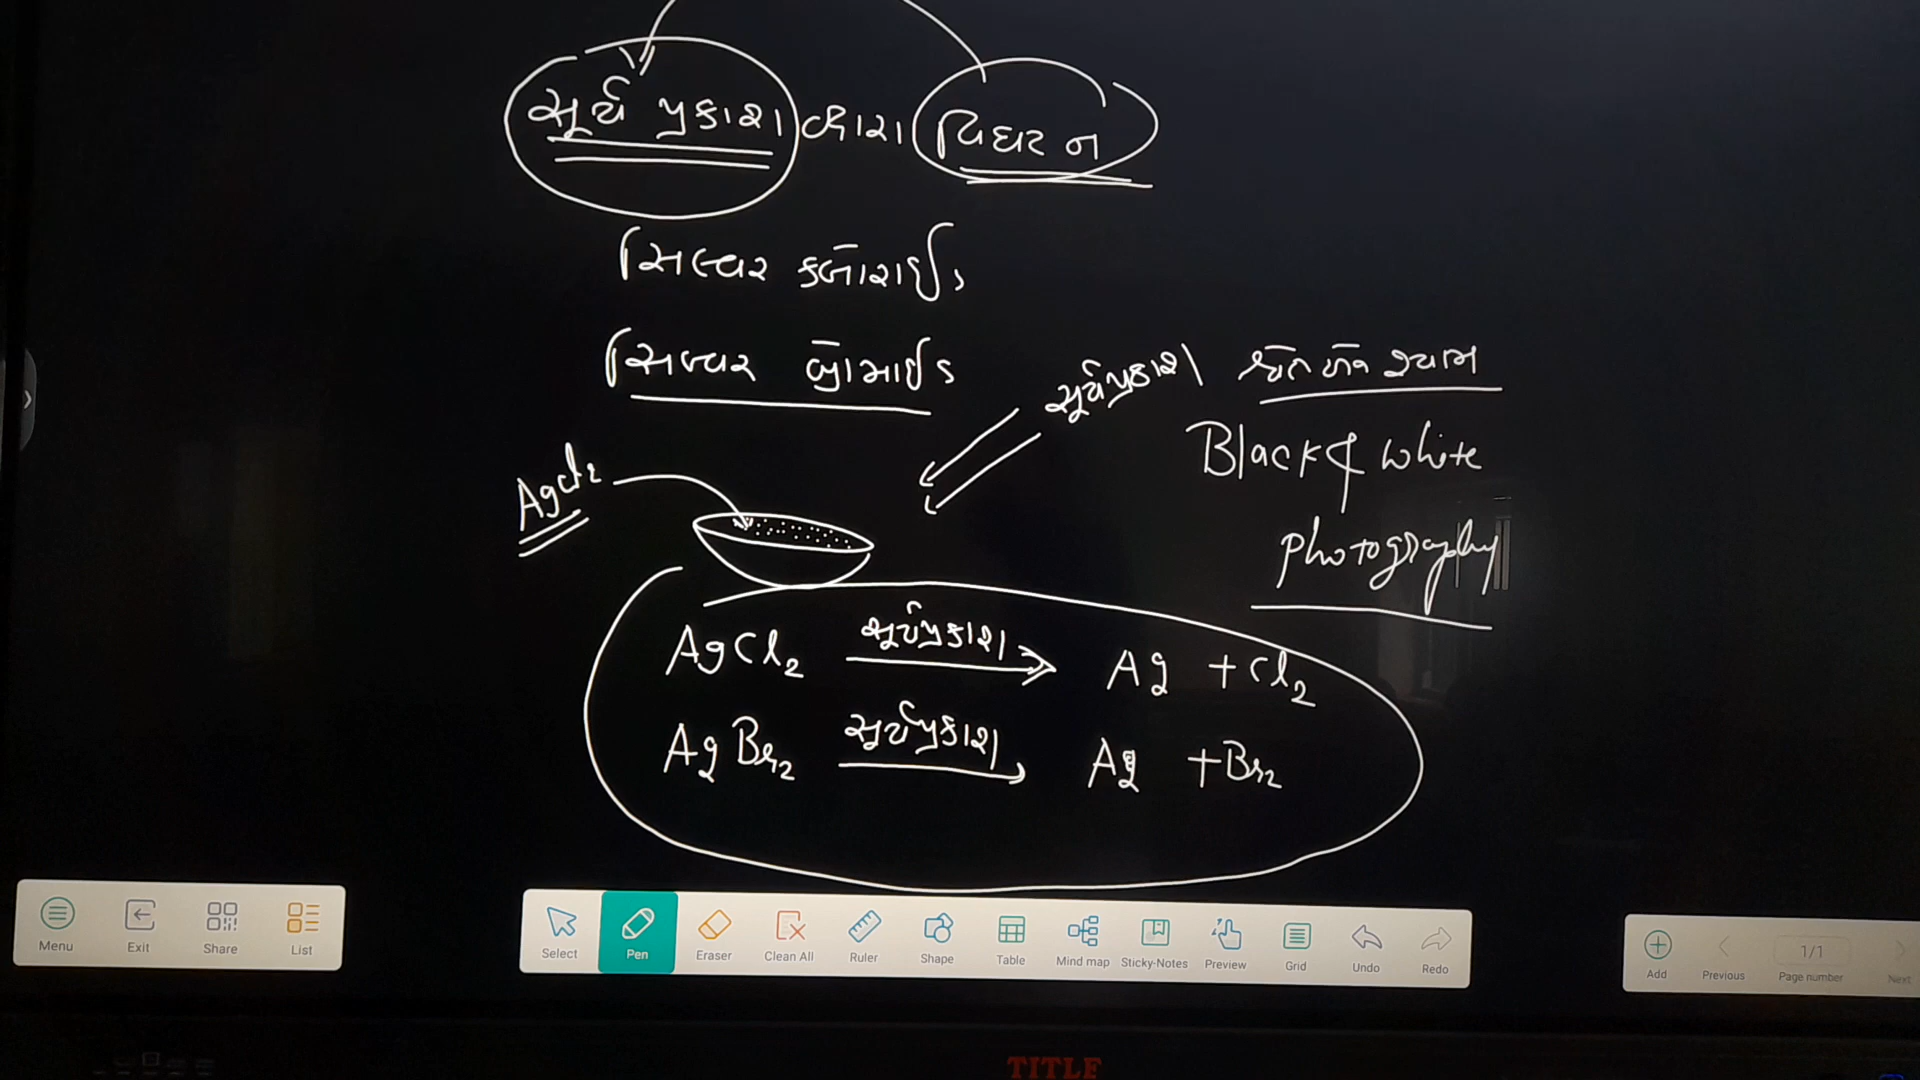 સૂર્ય પ્રકાશ દ્વારા વિઘટન
સિલ્વર ક્લોરાઈડ
સિલ્વર બ્રોમાઈડ
સૂર્યપ્રકાશ
શ્વેત શ્યામ
Black & white
photography
AgCl2
AgCl2 સૂર્યપ્રકાશ Ag + Cl2
AgBr2 સૂર્યપ્રકાશ Ag + Br2
Menu Exit Share List
Select Pen Eraser Clean All Ruler Shape Table Mind map Sticky-Notes Preview Grid Undo Redo
Add Previous 1/1 Page number Next
TITLE